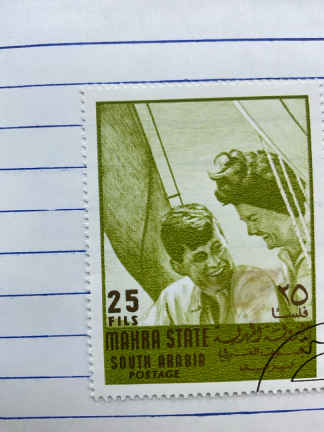 25
FILS
٢٥
فلسا
MAHRA STATE
SOUTH ARABIA
POSTAGE